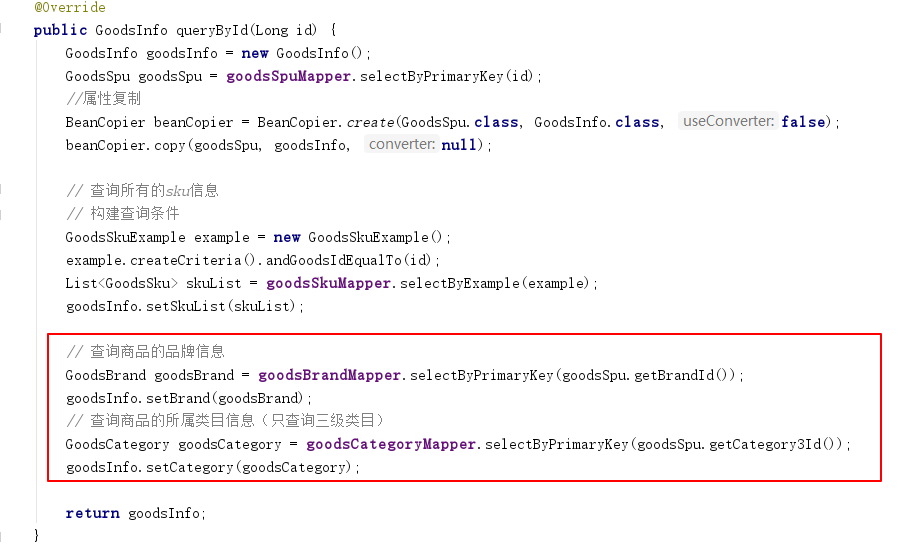 @Override
public GoodsInfo queryById(Long id) {
GoodsInfo goodsInfo = new GoodsInfo();
GoodsSpu goodsSpu = goodsSpuMapper.selectByPrimaryKey(id);
//属性复制
BeanCopier beanCopier = BeanCopier.create(GoodsSpu.class, GoodsInfo.class, useConverter: false);
beanCopier.copy(goodsSpu, goodsInfo, converter: null);
// 查询所有的sku信息
// 构建查询条件
GoodsSkuExample example = new GoodsSkuExample();
example.createCriteria().andGoodsIdEqualTo(id);
List<GoodsSku> skuList = goodsSkuMapper.selectByExample(example);
goodsInfo.setSkuList(skuList);
// 查询商品的品牌信息
GoodsBrand goodsBrand = goodsBrandMapper.selectByPrimaryKey(goodsSpu.getBrandId());
goodsInfo.setBrand(goodsBrand);
// 查询商品的所属类目信息（只查询三级类目）
GoodsCategory goodsCategory = goodsCategoryMapper.selectByPrimaryKey(goodsSpu.getCategory3Id());
goodsInfo.setCategory(goodsCategory);
return goodsInfo;
}